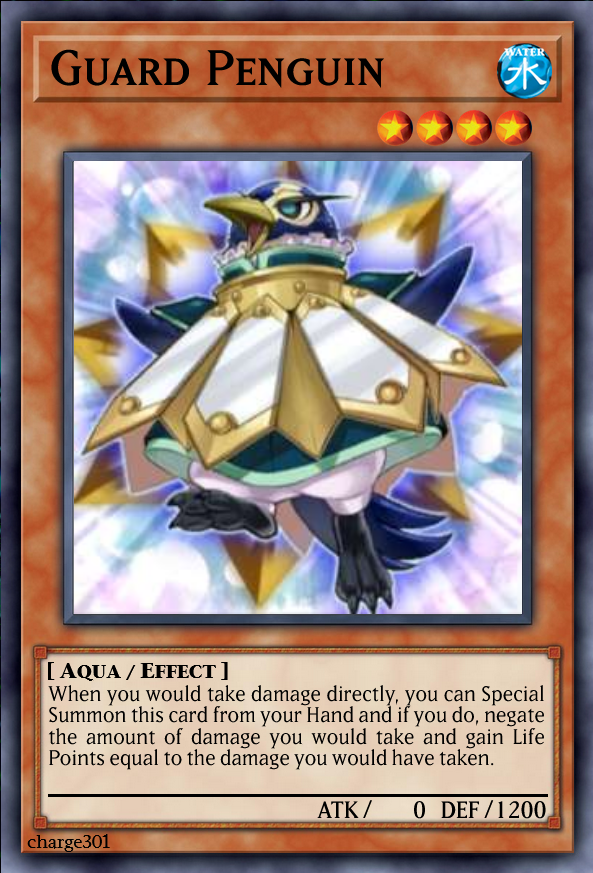 Guard Penguin
WATER
水
[ Aqua / Effect ]
When you would take damage directly, you can Special
Summon this card from your Hand and if you do, negate
the amount of damage you would take and gain Life
Points equal to the damage you would have taken.
ATK / 0 DEF /1200
charge301